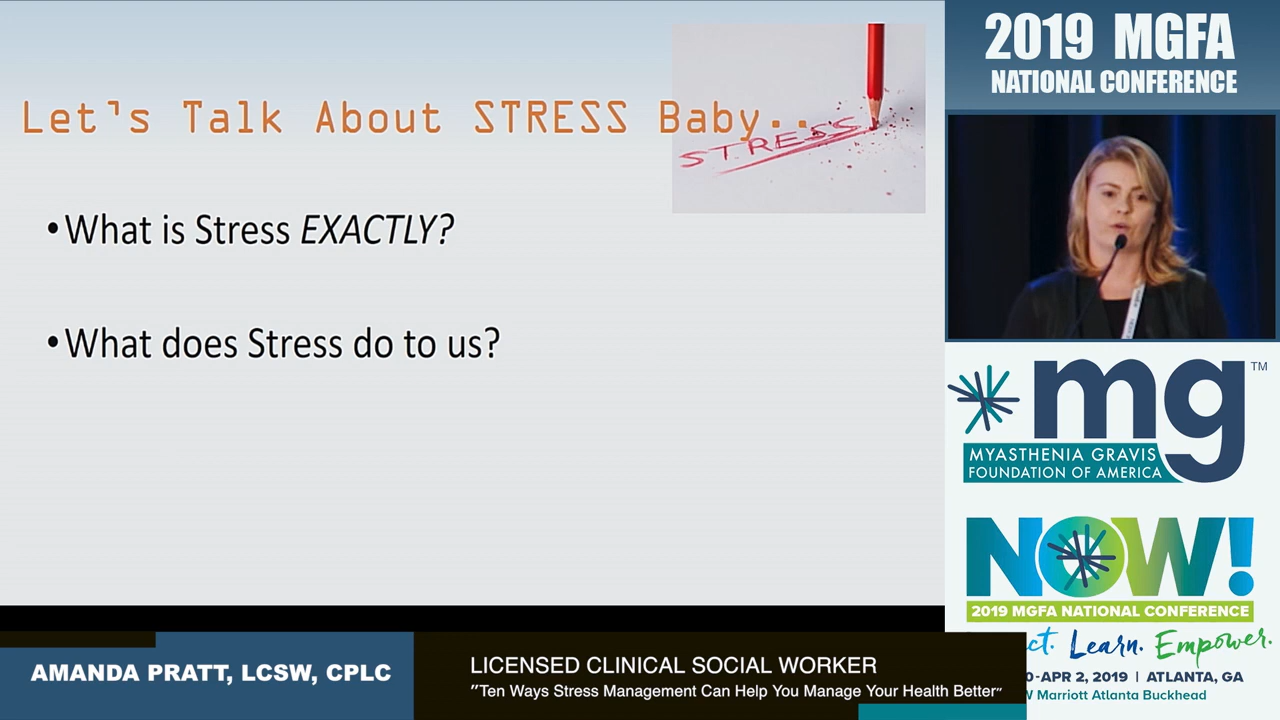 Let's Talk About STRESS Baby...
STRESS
•What is Stress EXACTLY?
•What does Stress do to us?
2019 MGFA
NATIONAL CONFERENCE
mg™
MYASTHENIA GRAVIS
FOUNDATION OF AMERICA
NOW!
2019 MGFA NATIONAL CONFERENCE
Learn. Empower.
APR 2, 2019 | ATLANTA, GA
Marriott Atlanta Buckhead
AMANDA PRATT, LCSW, CPLC
LICENSED CLINICAL SOCIAL WORKER
"Ten Ways Stress Management Can Help You Manage Your Health Better"